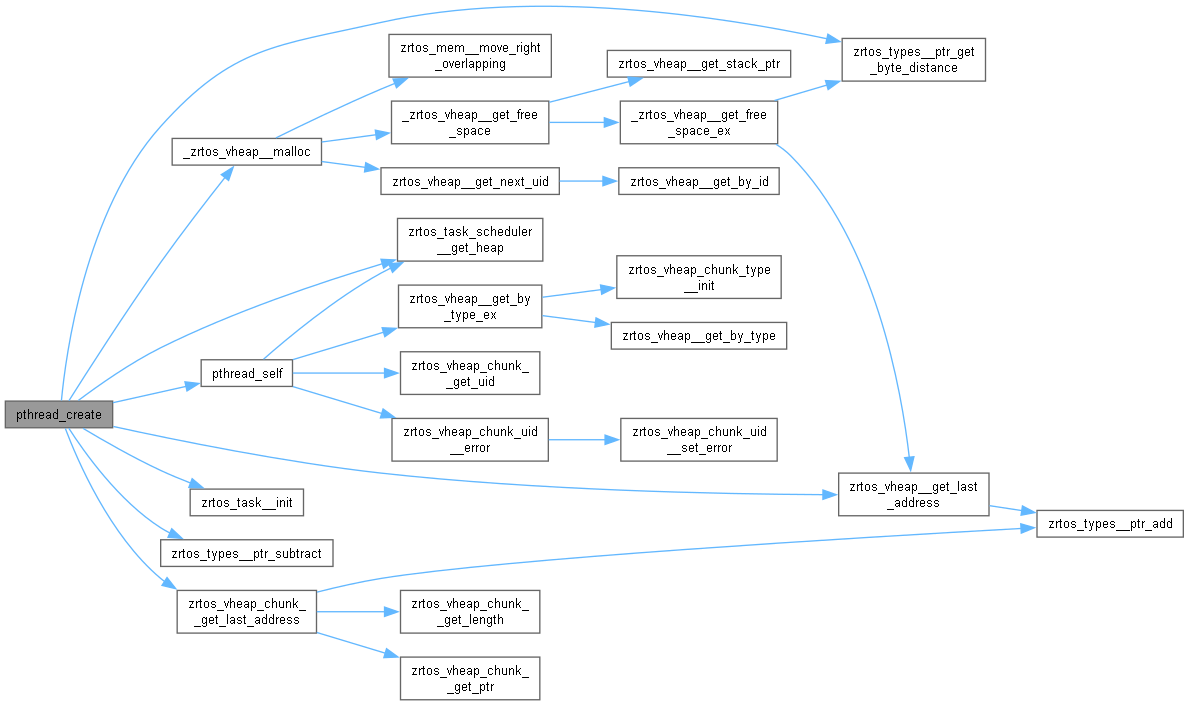 pthread_create
_zrtos_vheap__malloc
zrtos_mem__move_right
_overlapping
_zrtos_vheap__get_free
_space
zrtos_vheap__get_stack_ptr
_zrtos_vheap__get_free
_space_ex
zrtos_types__ptr_get
_byte_distance
zrtos_vheap__get_next_uid
zrtos_vheap__get_by_id
zrtos_task_scheduler
__get_heap
pthread_self
zrtos_vheap__get_by
_type_ex
zrtos_vheap_chunk_type
__init
zrtos_vheap__get_by_type
zrtos_vheap_chunk_
_get_uid
zrtos_vheap_chunk_uid
__error
zrtos_vheap_chunk_uid
__set_error
zrtos_vheap__get_last
_address
zrtos_types__ptr_add
zrtos_task__init
zrtos_types__ptr_subtract
zrtos_vheap_chunk_
_get_last_address
zrtos_vheap_chunk_
_get_length
zrtos_vheap_chunk_
_get_ptr